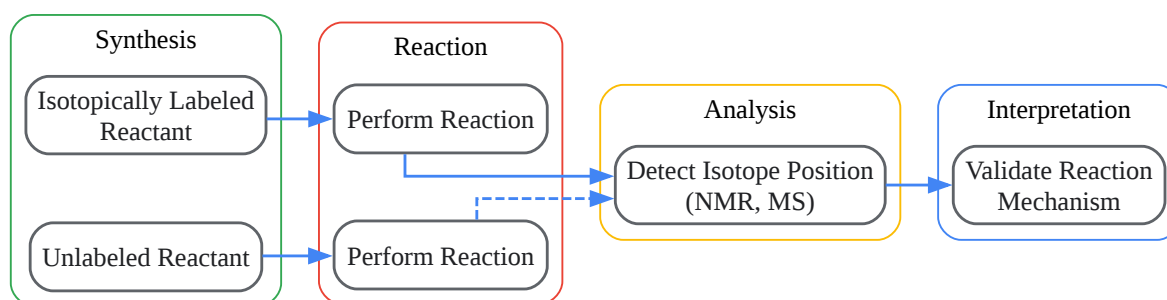 Synthesis
Isotopically Labeled
Reactant
Unlabeled Reactant
Reaction
Perform Reaction
Perform Reaction
Analysis
Detect Isotope Position
(NMR, MS)
Interpretation
Validate Reaction
Mechanism